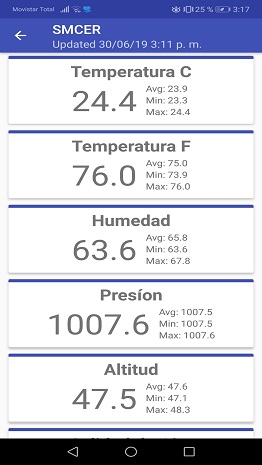 Movistar Total 25 % 3:17
SMCER
Updated 30/06/19 3:11 p. m.
Temperatura C
24.4
Avg: 23.9
Min: 23.3
Max: 24.4
Temperatura F
76.0
Avg: 75.0
Min: 73.9
Max: 76.0
Humedad
63.6
Avg: 65.8
Min: 63.6
Max: 67.8
Presíon
1007.6
Avg: 1007.5
Min: 1007.5
Max: 1007.6
Altitud
47.5
Avg: 47.6
Min: 47.1
Max: 48.3